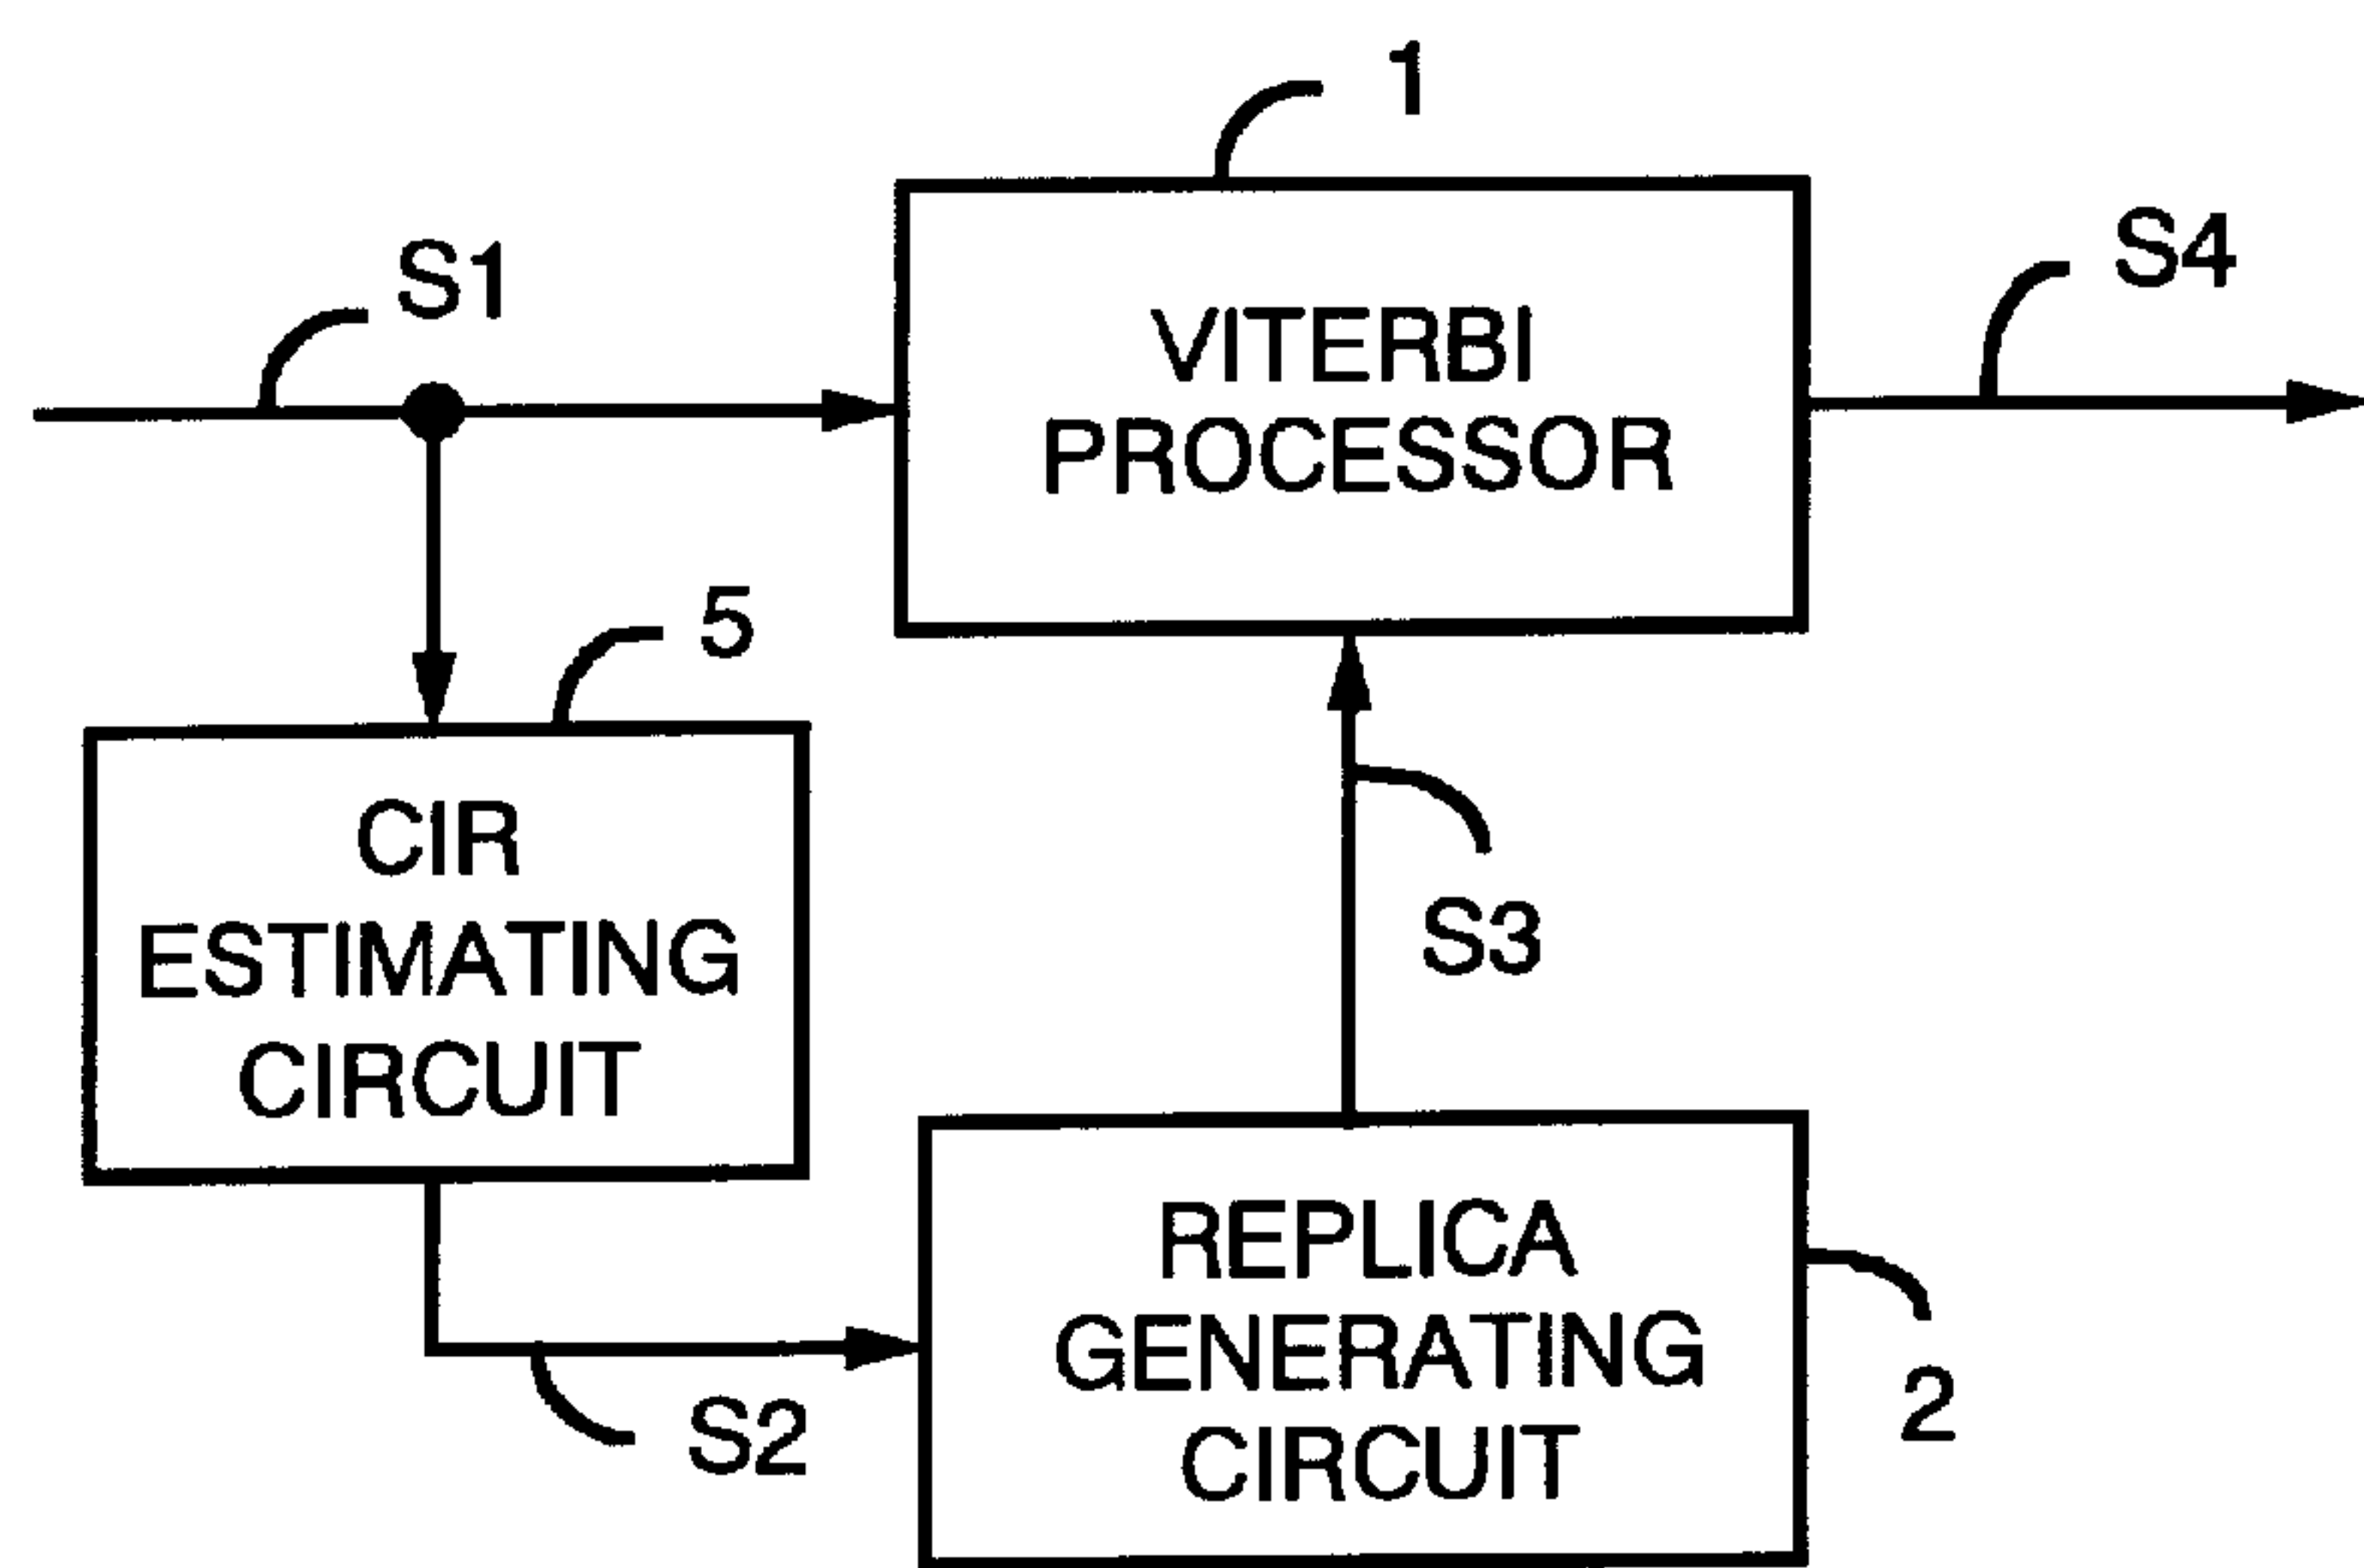 1
S1
S4
VITERBI
PROCESSOR
5
CIR
ESTIMATING
CIRCUIT
S3
REPLICA
GENERATING
CIRCUIT
S2
2